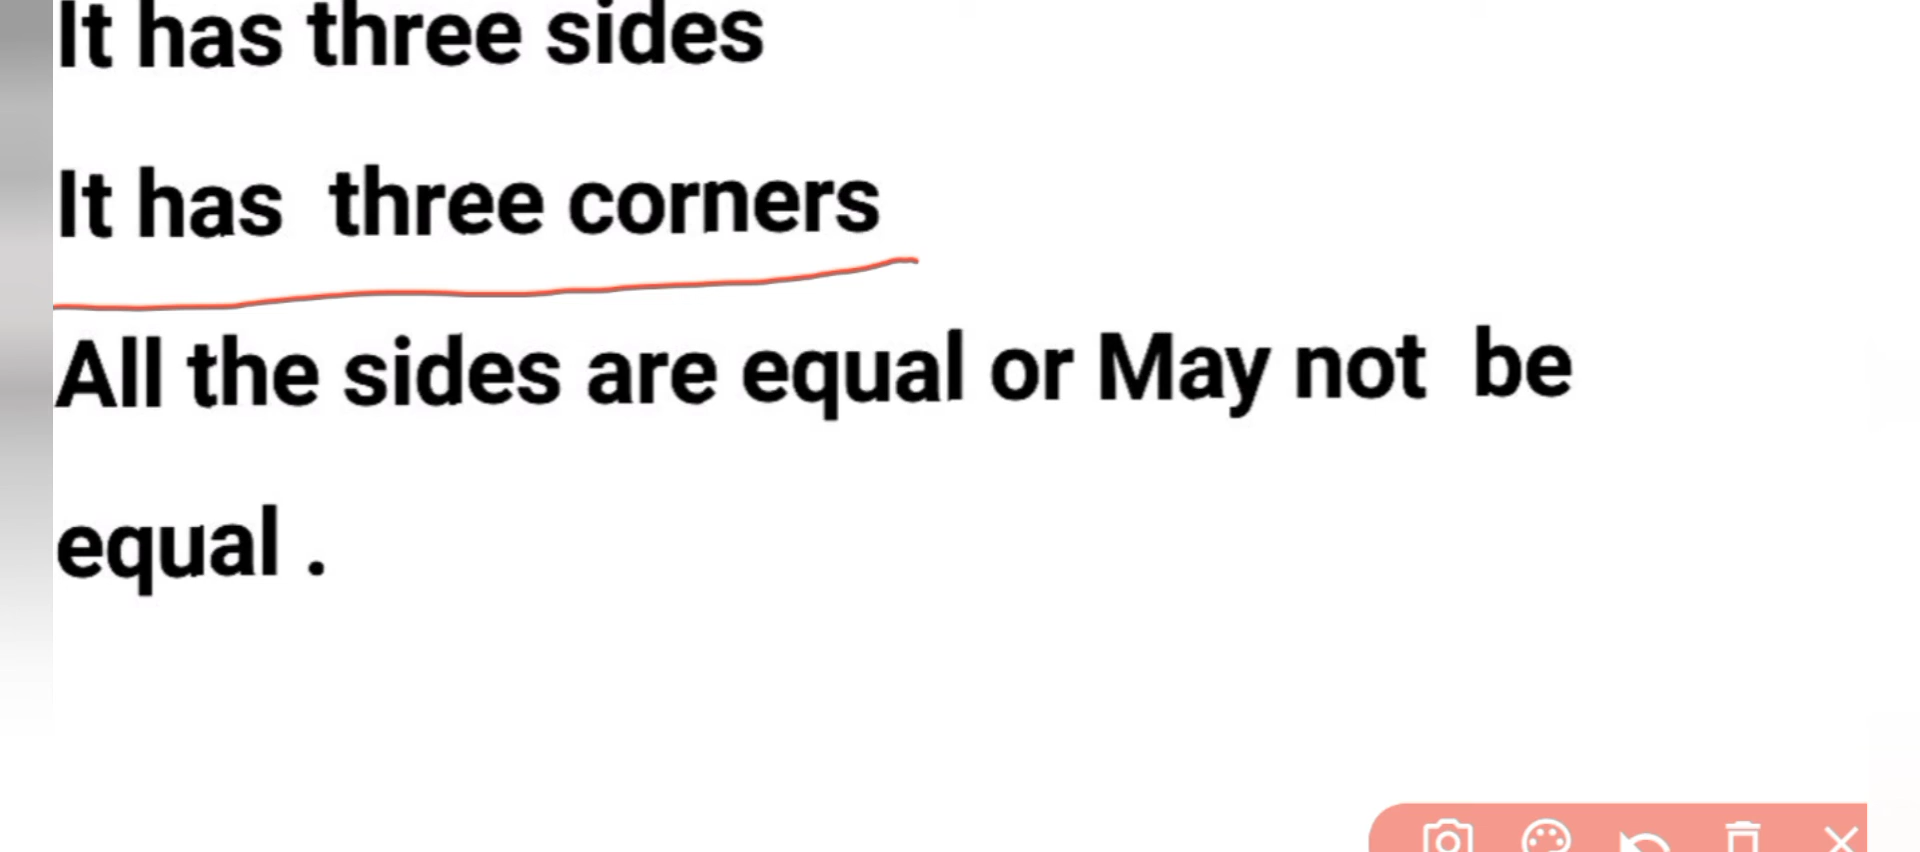 It has three sides
It has three corners
All the sides are equal or May not be
equal .